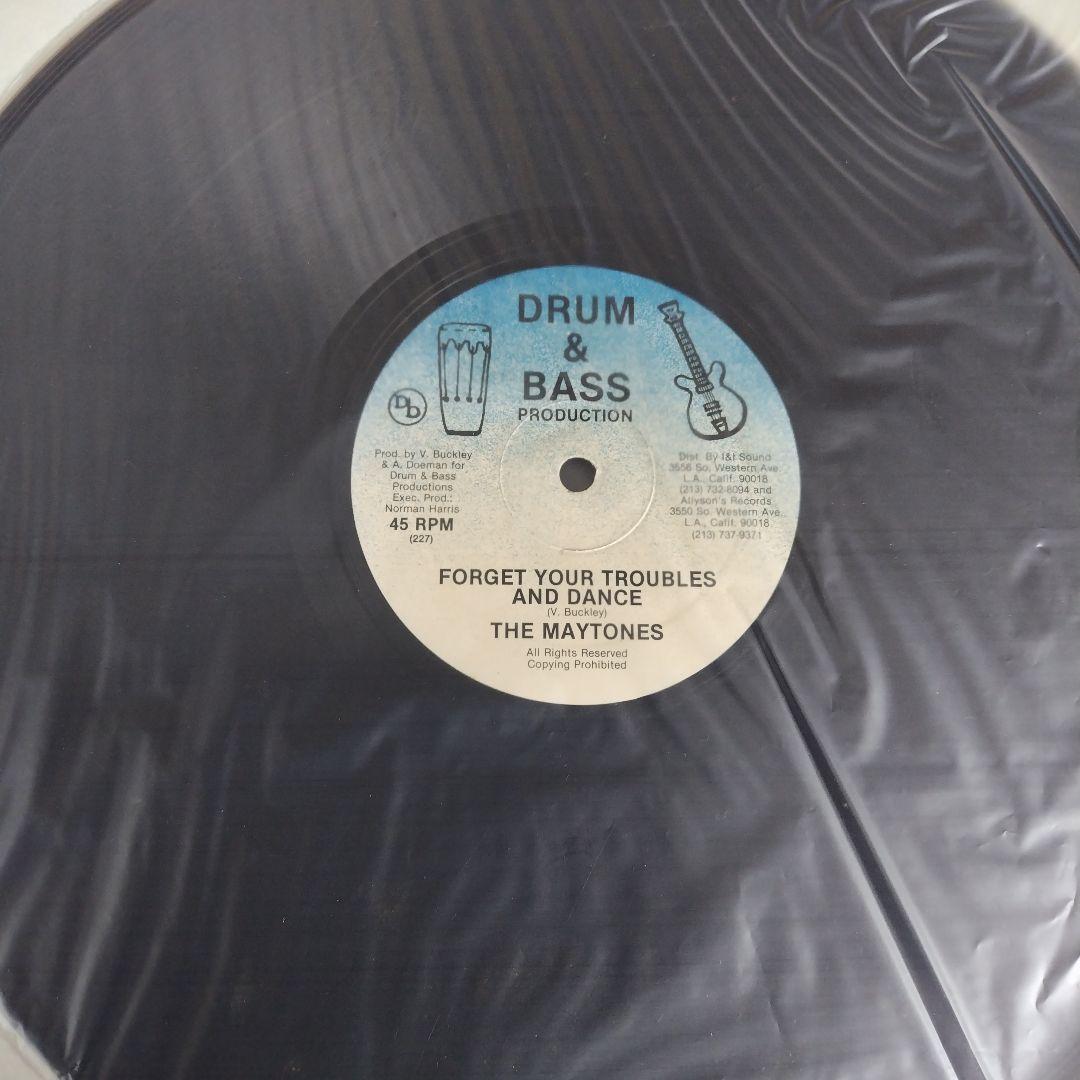 DRUM
&
BASS
PRODUCTION
DD
Prod. by V. Buckley
& A. Doeman for
Drum & Bass
Productions
Exec. Prod.:
Norman Harris
45 RPM
(227)
Dist. By I&I Sound
3556 So. Western Ave.
L.A., Calif. 90018
(213) 732-8094 and
Allyson's Records
3550 So. Western Ave.
L.A., Calif. 90018
(213) 737-9371
FORGET YOUR TROUBLES
AND DANCE
(V. Buckley)
THE MAYTONES
All Rights Reserved
Copying Prohibited